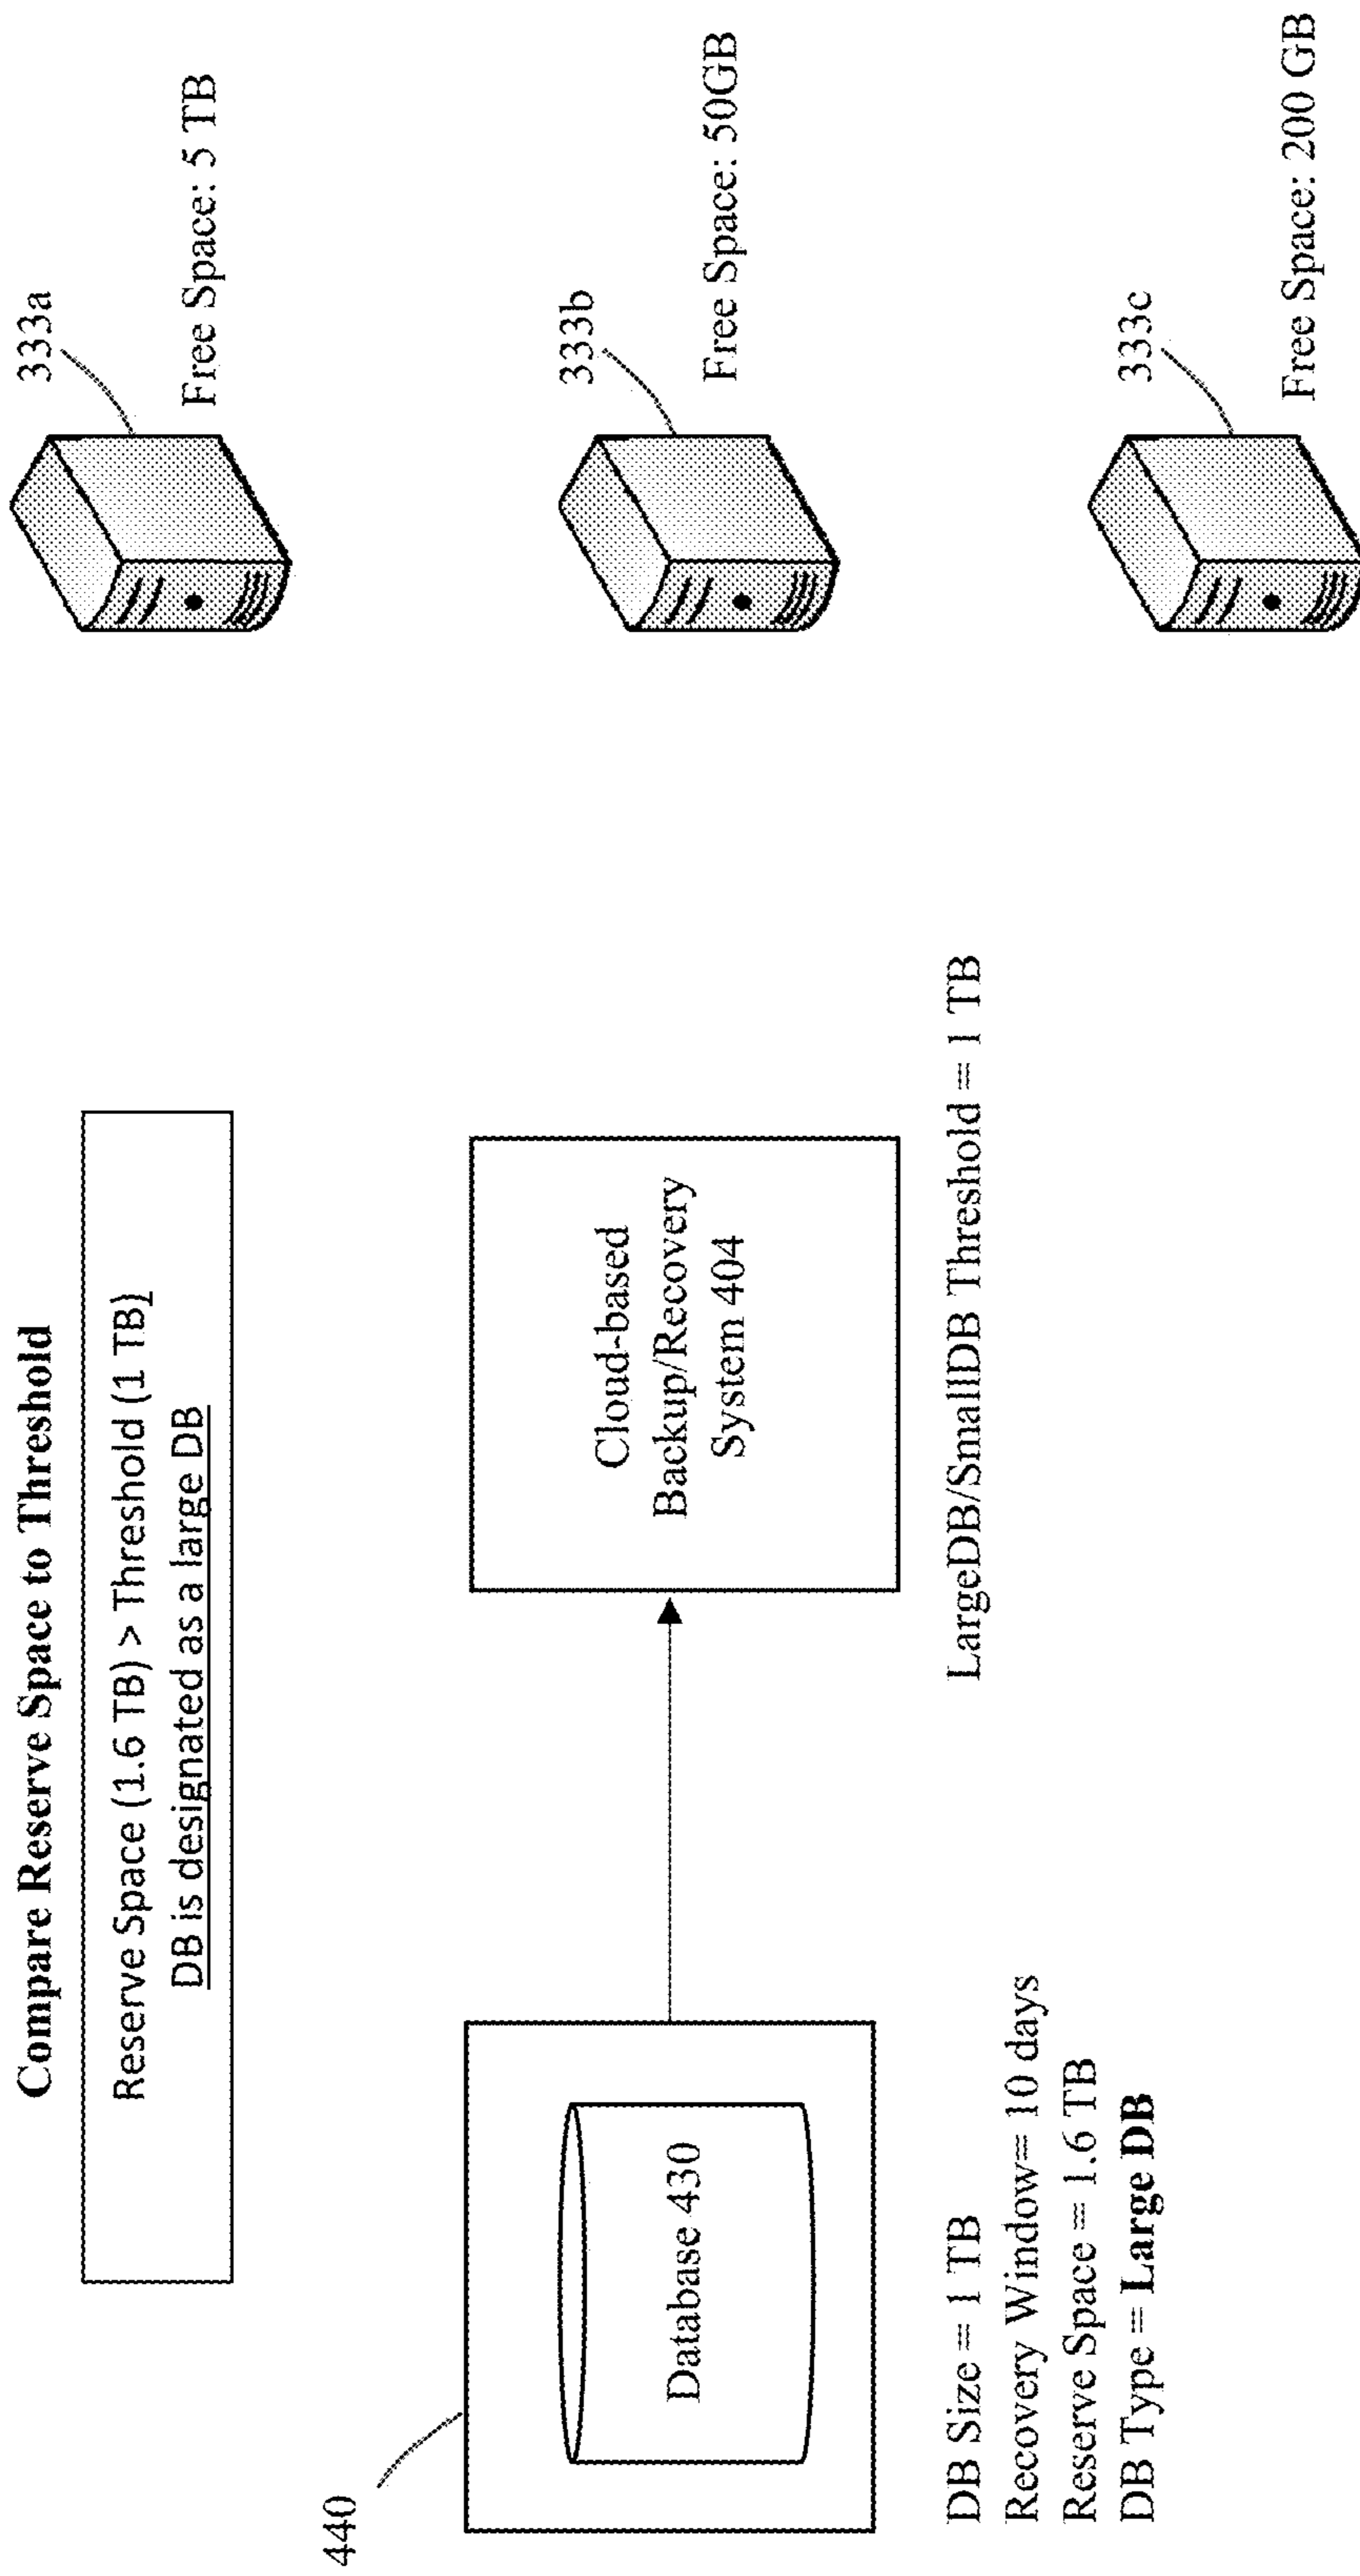 Compare Reserve Space to Threshold
Reserve Space (1.6 TB) > Threshold (1 TB)
DB is designated as a large DB
440
Database 430
DB Size = 1 TB
Recovery Window= 10 days
Reserve Space = 1.6 TB
DB Type = Large DB
Cloud-based
Backup/Recovery
System 404
LargeDB/SmallDB Threshold = 1 TB
333a
Free Space: 5 TB
333b
Free Space: 50GB
333c
Free Space: 200 GB